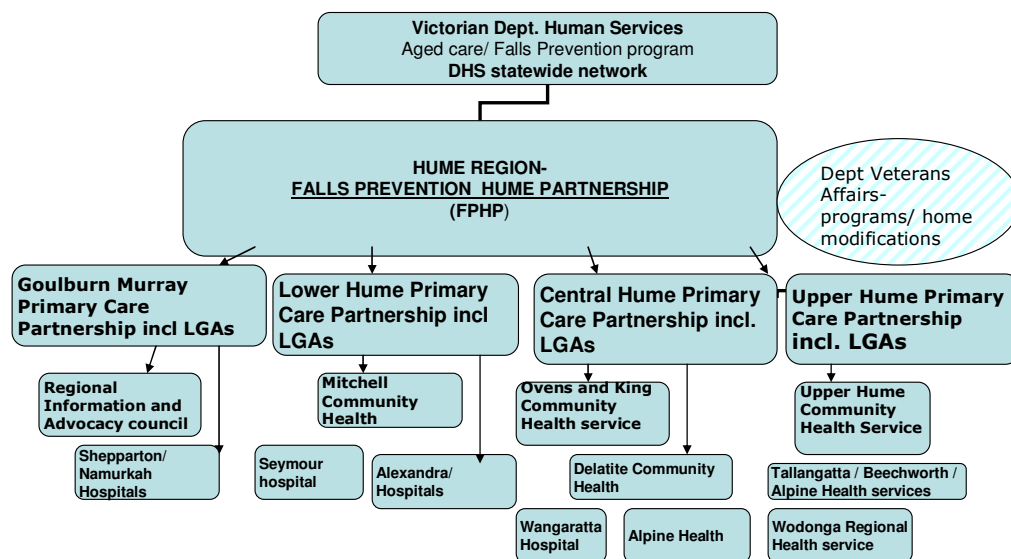 Victorian Dept. Human Services
Aged care/ Falls Prevention program
DHS statewide network
HUME REGION-
FALLS PREVENTION HUME PARTNERSHIP
(FPHP)
Dept Veterans
Affairs-
programs/ home
modifications
Goulburn Murray
Primary Care
Partnership incl LGAs
Lower Hume Primary
Care Partnership incl
LGAs
Central Hume Primary
Care Partnership incl.
LGAs
Upper Hume Primary
Care Partnership
incl. LGAs
Regional
Information and
Advocacy council
Mitchell
Community
Health
Ovens and King
Community
Health service
Upper Hume
Community
Health Service
Shepparton/
Namurkah
Hospitals
Seymour
hospital
Alexandra/
Hospitals
Delatite Community
Health
Tallangatta / Beechworth /
Alpine Health services
Wangaratta
Hospital
Alpine Health
Wodonga Regional
Health service